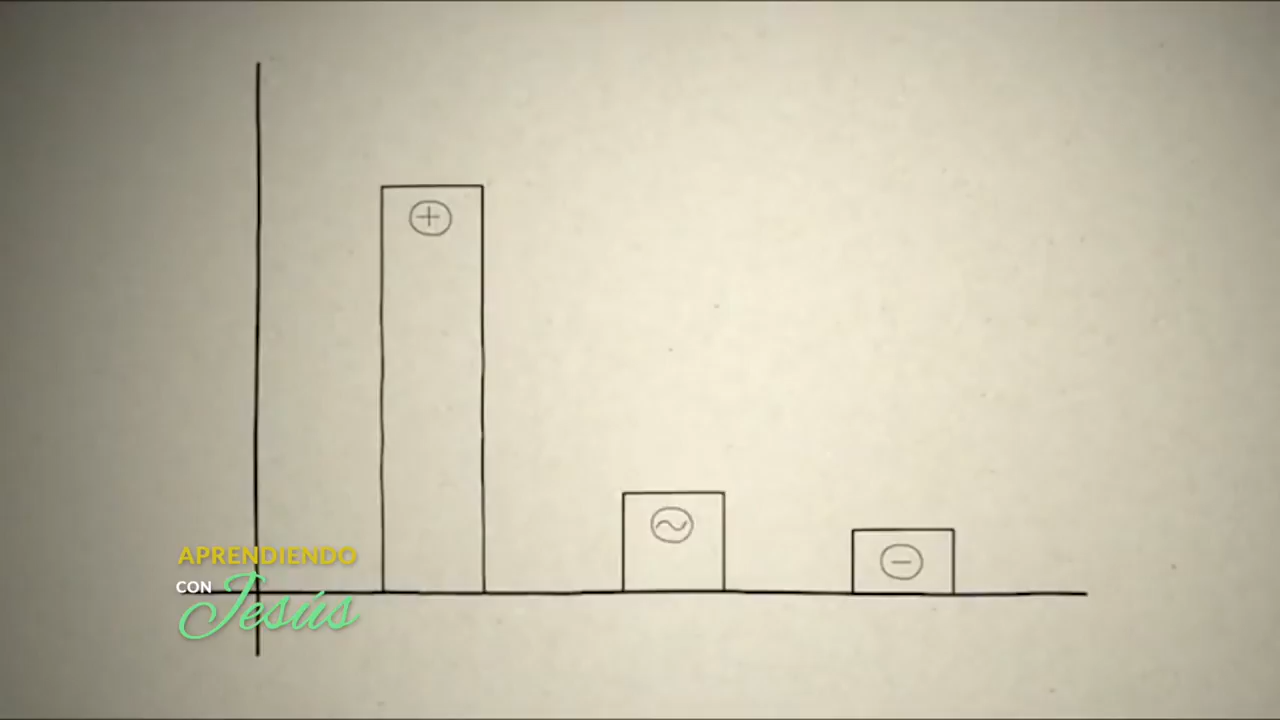 +
~
−
APRENDIENDO
CON
Jesús